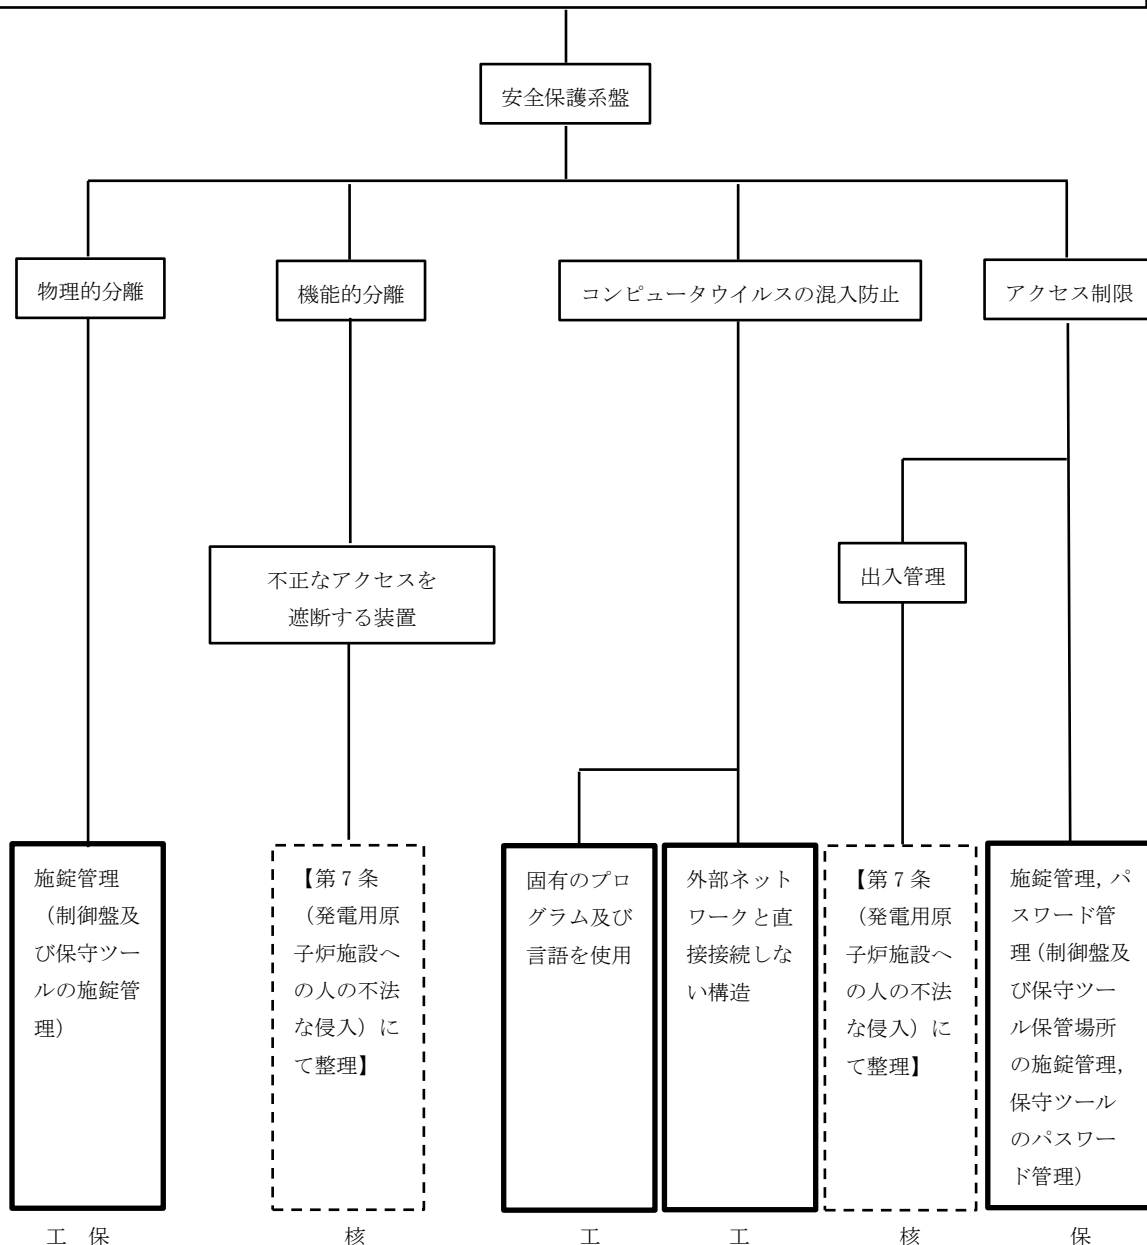 安全保護系盤
物理的分離
機能的分離
コンピュータウイルスの混入防止
アクセス制限
不正なアクセスを
遮断する装置
出入管理
施錠管理
（制御盤及
び保守ツー
ルの施錠管
理）
【第７条
（発電用原
子炉施設へ
の人の不法
な侵入）に
て整理】
固有のプロ
グラム及び
言語を使用
外部ネット
ワークと直
接接続しな
い構造
【第７条
（発電用原
子炉施設へ
の人の不法
な侵入）に
て整理】
施錠管理，パ
スワード管
理（制御盤及
び保守ツー
ル保管場所
の施錠管理，
保守ツール
のパスワー
ド管理）
工 保
核
工
工
核
保